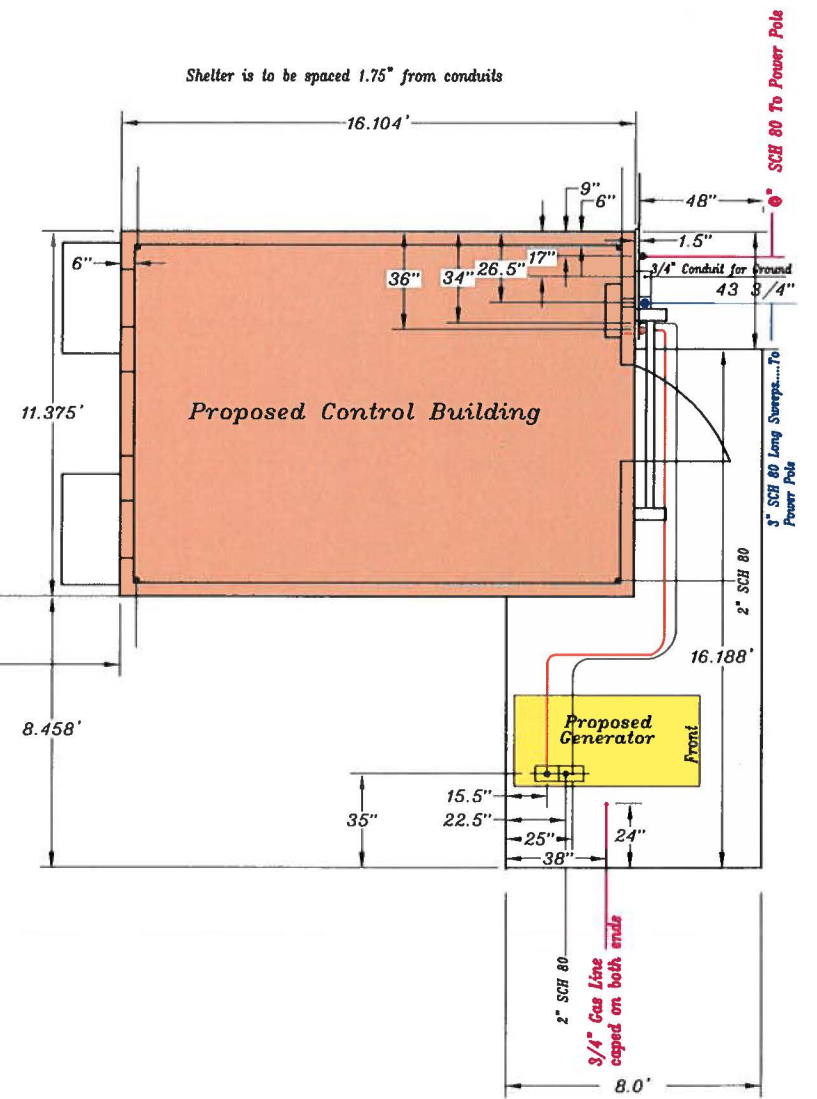 Shelter is to be spaced 1.75" from conduits
16.104'
9"
6"
48"
1.5"
17"
3/4" Conduit for Ground
43 3/4"
6"
36"
34"
26.5"
SCH 80 To Power Pole
11.375'
Proposed Control Building
3" SCH 80 Long Sweeps.....To
Power Pole
2" SCH 80
16.188'
8.458'
Proposed
Generator
Front
15.5"
35"
22.5"
25"
24"
38"
2" SCH 80
3/4" Gas Line
caped on both ends
8.0'